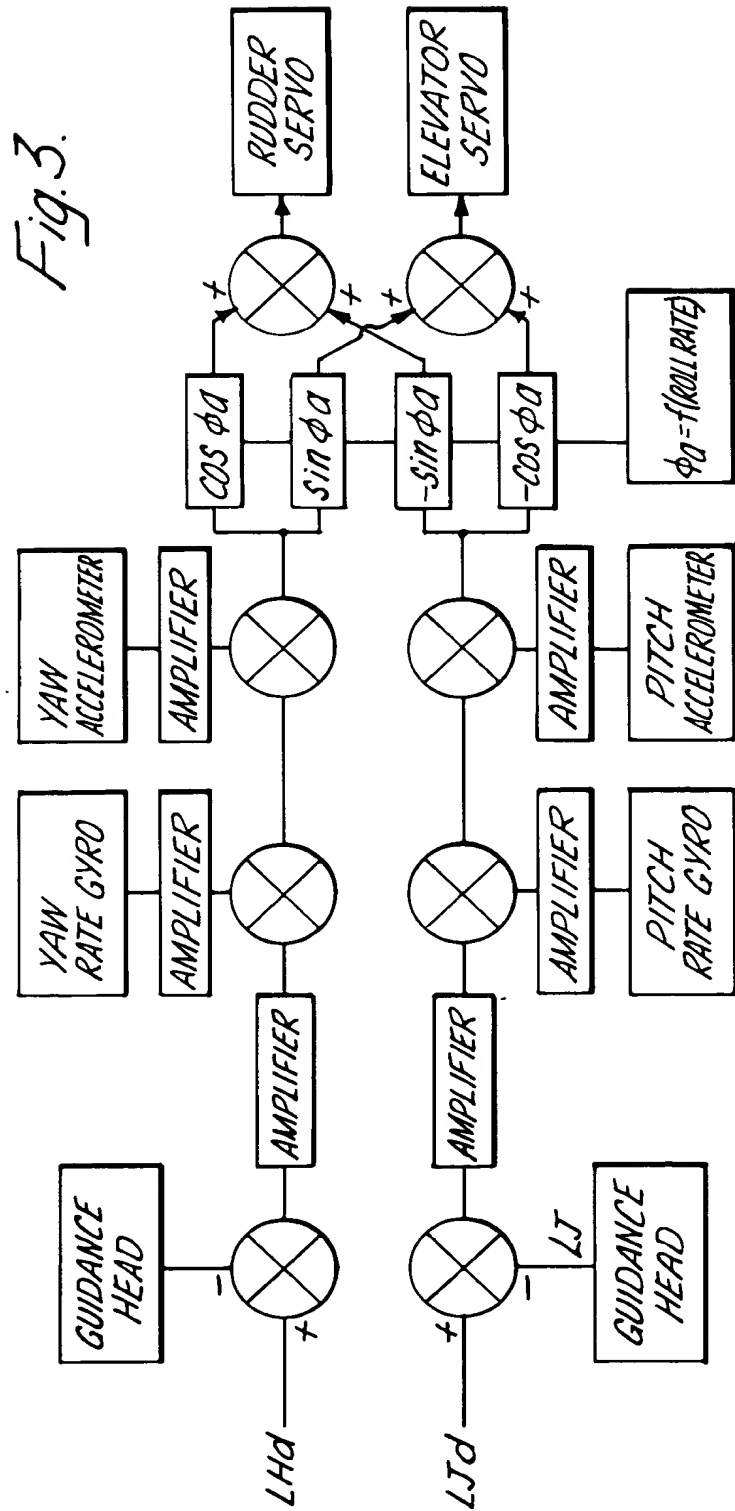 Fig. 3.
GUIDANCE
HEAD
YAW
RATE GYRO
YAW
ACCELEROMETER
AMPLIFIER
AMPLIFIER
LHd
+
-
AMPLIFIER
COS ϕa
sin ϕa
-sin ϕa
-COS ϕa
+
+
RUDDER
SERVO
+
+
ELEVATOR
SERVO
LJd
+
-
LJ
AMPLIFIER
AMPLIFIER
AMPLIFIER
GUIDANCE
HEAD
PITCH
RATE GYRO
PITCH
ACCELEROMETER
ϕa=f(ROLL RATE)